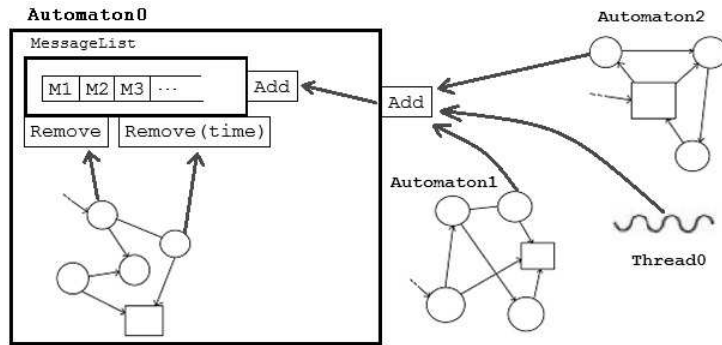 Automaton0
Automaton2
MessageList
M1 M2 M3 ...
Add
Add
Remove
Remove(time)
Automaton1
Thread0